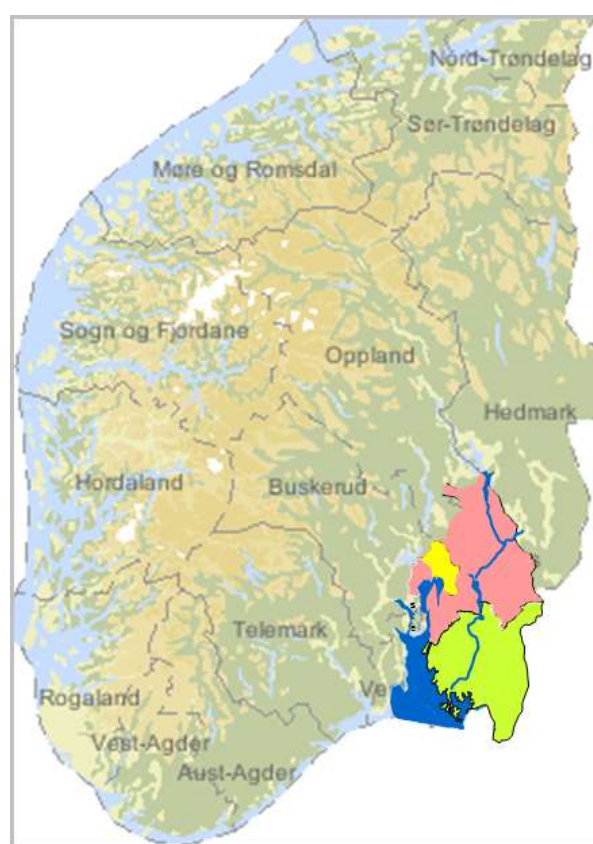 Nord-Trøndelag
Sør-Trøndelag
Møre og Romsdal
Sogn og Fjordane
Oppland
Hedmark
Hordaland
Buskerud
Telemark
Ve
Rogaland
Vest-Agder
Aust-Agder